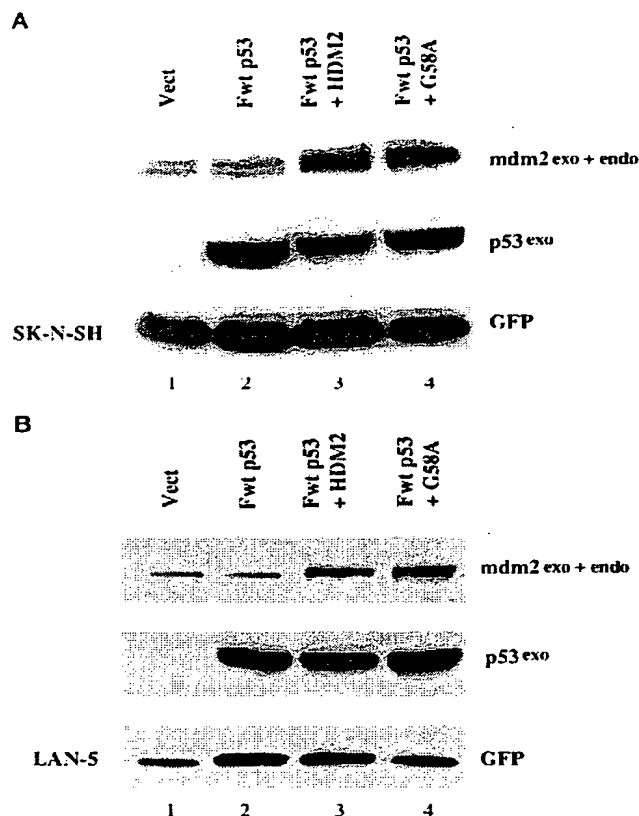 A
Vect
Fwt p53
Fwt p53
+ HDM2
Fwt p53
+ G58A
mdm2 exo + endo
p53 exo
GFP
SK-N-SH
1 2 3 4
B
Vect
Fwt p53
Fwt p53
+ HDM2
Fwt p53
+ G58A
mdm2 exo + endo
p53 exo
LAN-5
GFP
1 2 3 4